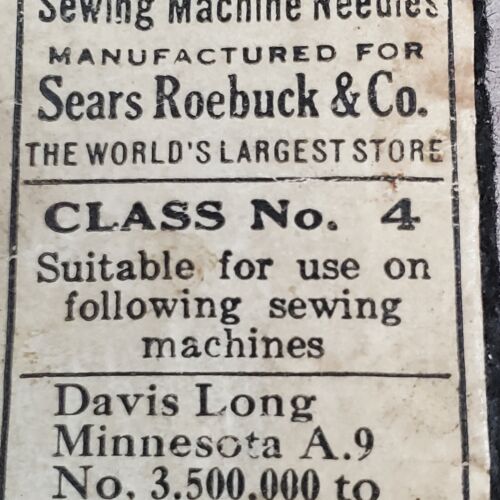 Sewing Machine Needles
MANUFACTURED FOR
Sears Roebuck & Co.
THE WORLD'S LARGEST STORE
CLASS No. 4
Suitable for use on
following sewing
machines
Davis Long
Minnesota A.9
No. 3,500,000 to